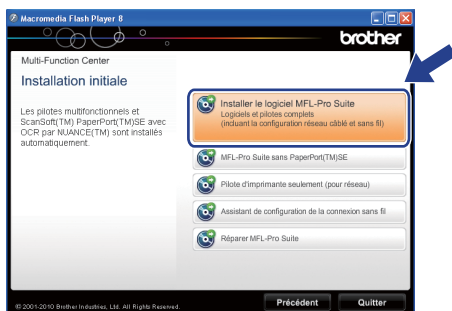 Macromedia Flash Player 8
brother
Multi-Function Center
Installation initiale
Les pilotes multifonctionnels et
ScanSoft(TM) PaperPort(TM)SE avec
OCR par NUANCE(TM) sont installés
automatiquement.
Installer le logiciel MFL-Pro Suite
Logiciels et pilotes complets
(incluant la configuration réseau câblé et sans fil)
MFL-Pro Suite sans PaperPort(TM)SE
Pilote d'imprimante seulement (pour réseau)
Assistant de configuration de la connexion sans fil
Réparer MFL-Pro Suite
© 2001-2010 Brother Industries, Ltd. All Rights Reserved.
Précédent
Quitter